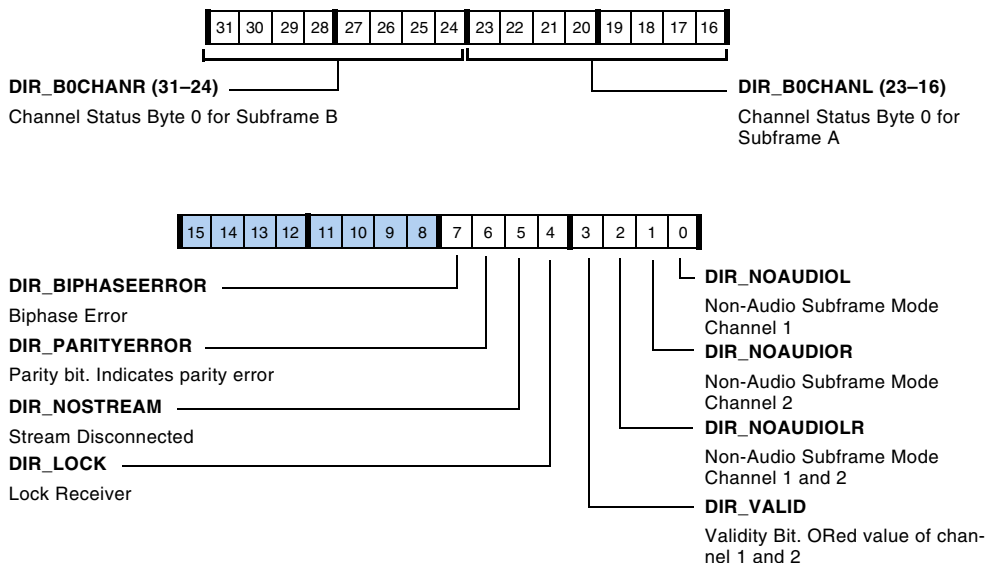 31 30 29 28 27 26 25 24 23 22 21 20 19 18 17 16
DIR_B0CHANR (31–24)
Channel Status Byte 0 for Subframe B
DIR_B0CHANL (23–16)
Channel Status Byte 0 for
Subframe A
15 14 13 12 11 10 9 8 7 6 5 4 3 2 1 0
DIR_BIPHASEERROR
Biphase Error
DIR_PARITYERROR
Parity bit. Indicates parity error
DIR_NOSTREAM
Stream Disconnected
DIR_LOCK
Lock Receiver
DIR_NOAUDIOL
Non-Audio Subframe Mode
Channel 1
DIR_NOAUDIOR
Non-Audio Subframe Mode
Channel 2
DIR_NOAUDIOLR
Non-Audio Subframe Mode
Channel 1 and 2
DIR_VALID
Validity Bit. ORed value of chan-
nel 1 and 2